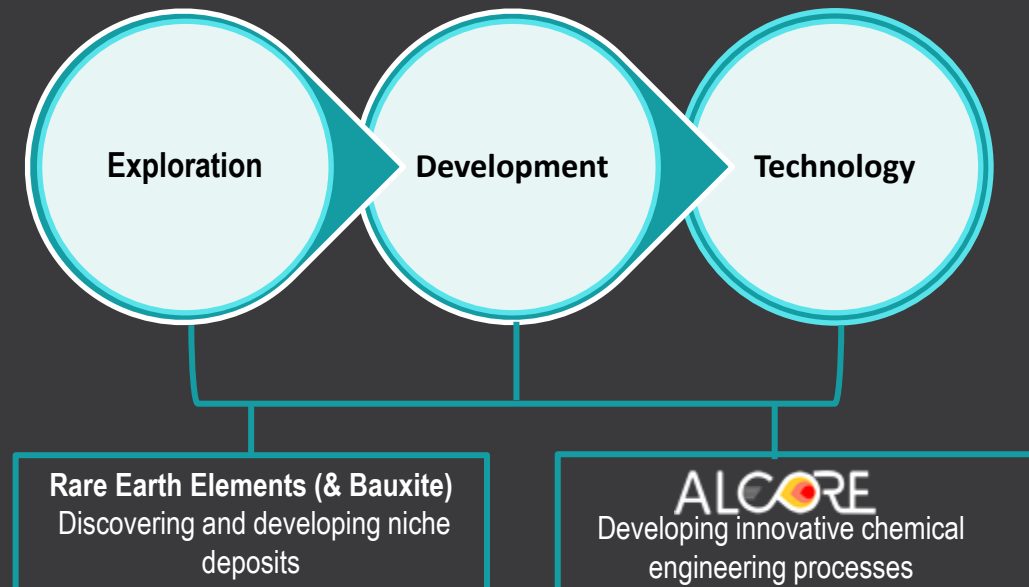 Exploration
Development
Technology
Rare Earth Elements (& Bauxite)
Discovering and developing niche
deposits
ALCORE
Developing innovative chemical
engineering processes